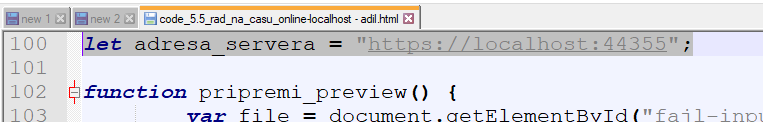 new 1 new 2 code_5.5_rad_na_casu_online-localhost - adil.html
100 let adresa_servera = "https://localhost:44355";
101
102 function pripremi_preview() {
103 var file = document.getElementById("fajl-inpu